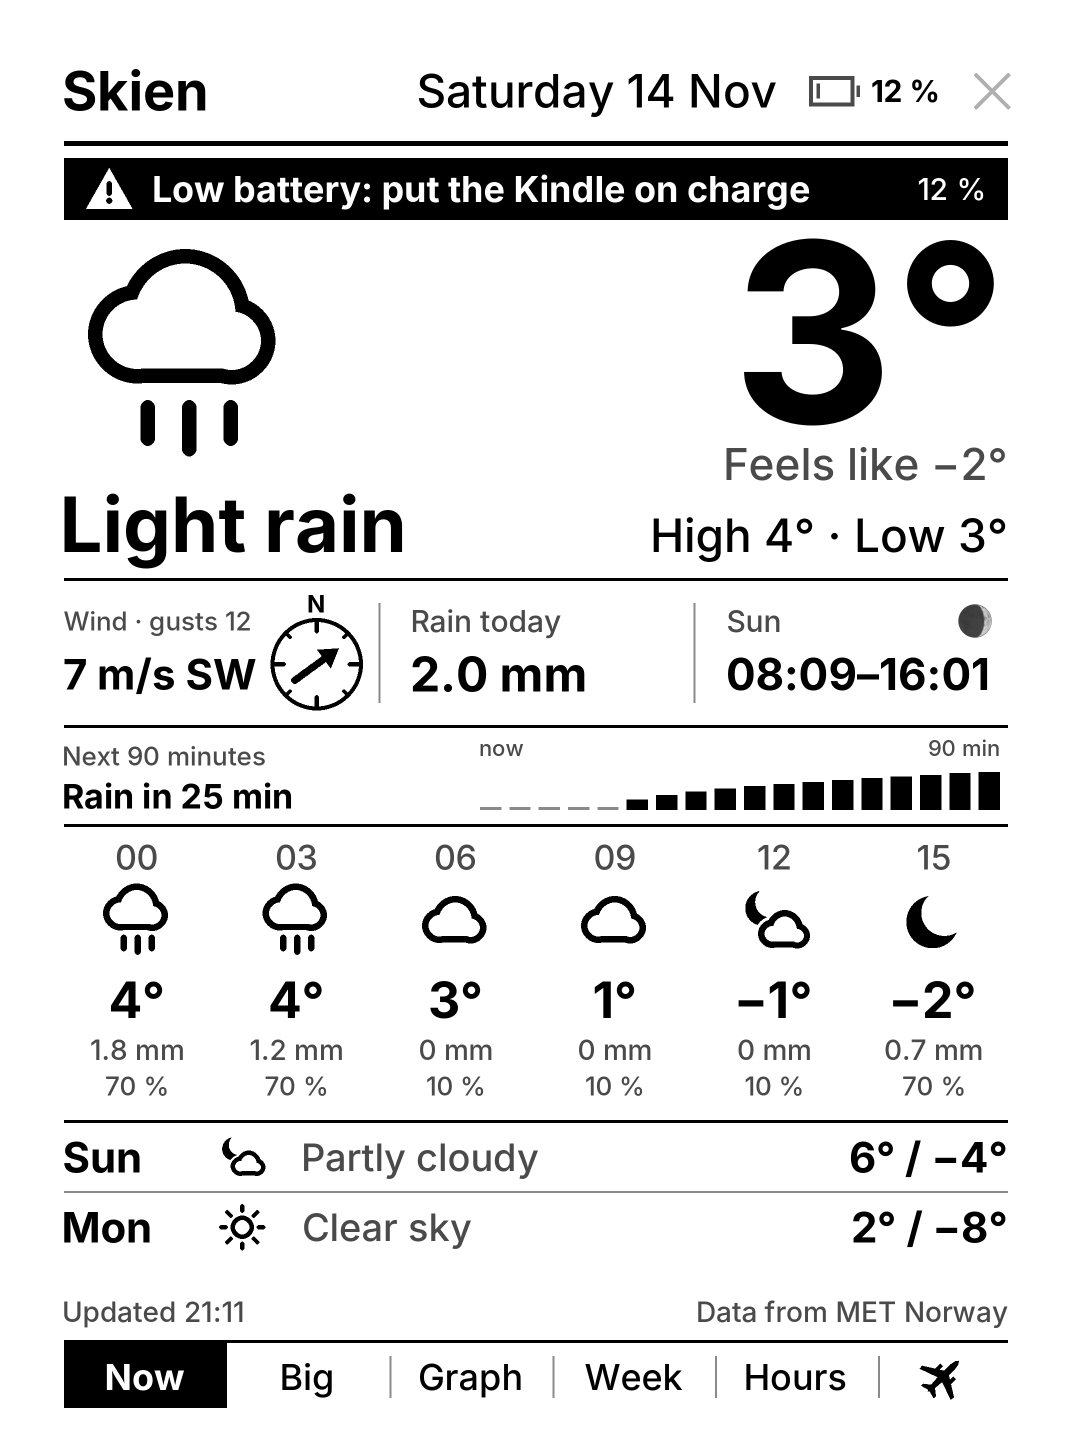 Skien Saturday 14 Nov 12 %
Low battery: put the Kindle on charge 12 %
3°
Feels like −2°
Light rain High 4° · Low 3°
Wind · gusts 12 N Rain today Sun
7 m/s SW 2.0 mm 08:09–16:01
Next 90 minutes now 90 min
Rain in 25 min
00 03 06 09 12 15
4° 4° 3° 1° −1° −2°
1.8 mm 1.2 mm 0 mm 0 mm 0 mm 0.7 mm
70 % 70 % 10 % 10 % 10 % 70 %
Sun Partly cloudy 6° / −4°
Mon Clear sky 2° / −8°
Updated 21:11 Data from MET Norway
Now Big Graph Week Hours